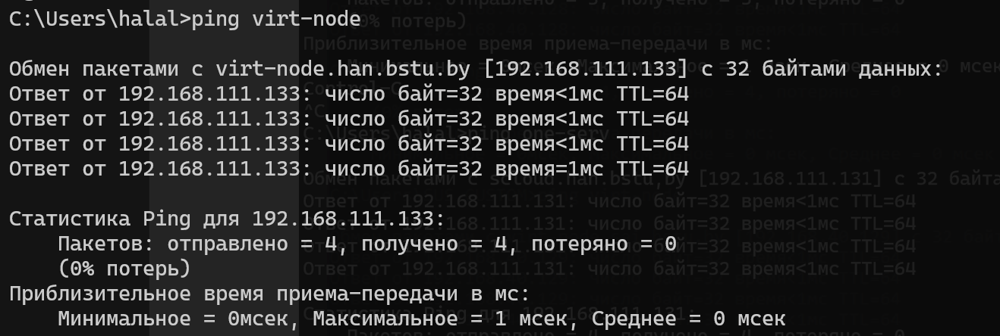 C:\Users\halal>ping virt-node
Обмен пакетами с virt-node.han.bstu.by [192.168.111.133] с 32 байтами данных:
Ответ от 192.168.111.133: число байт=32 время<1мс TTL=64
Ответ от 192.168.111.133: число байт=32 время<1мс TTL=64
Ответ от 192.168.111.133: число байт=32 время<1мс TTL=64
Ответ от 192.168.111.133: число байт=32 время=1мс TTL=64
Статистика Ping для 192.168.111.133:
    Пакетов: отправлено = 4, получено = 4, потеряно = 0
    (0% потерь)
Приблизительное время приема-передачи в мс:
    Минимальное = 0мсек, Максимальное = 1 мсек, Среднее = 0 мсек